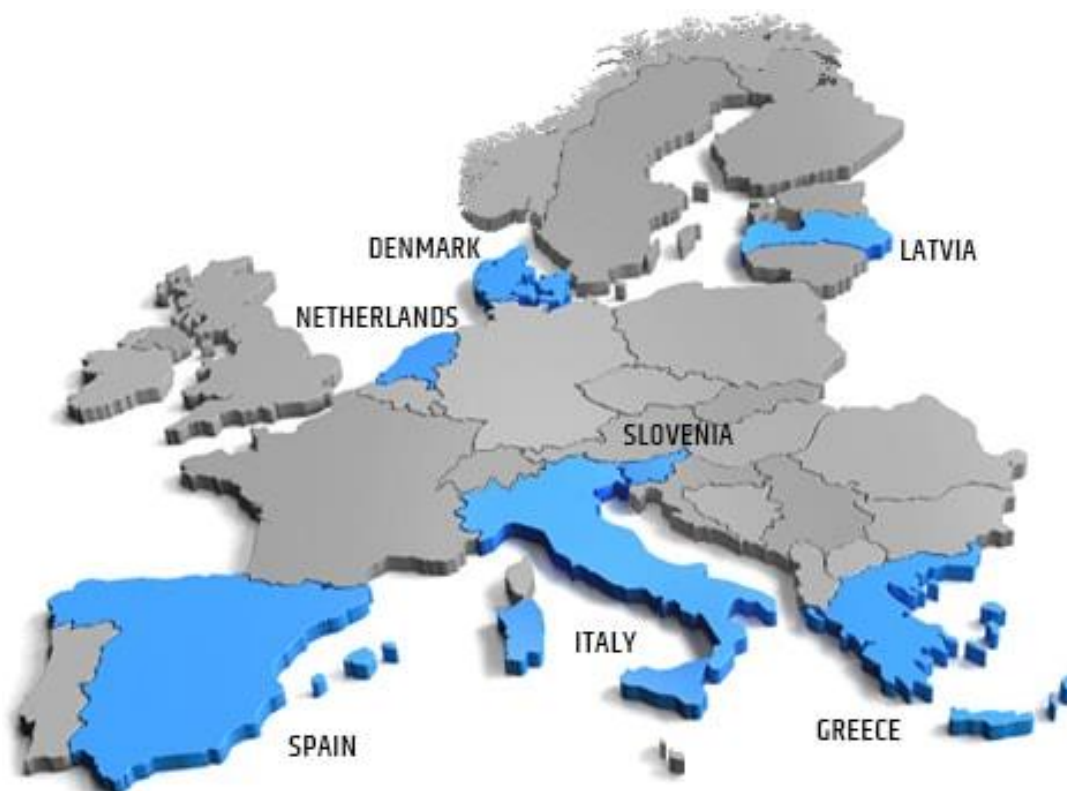 DENMARK
LATVIA
NETHERLANDS
SLOVENIA
ITALY
GREECE
SPAIN